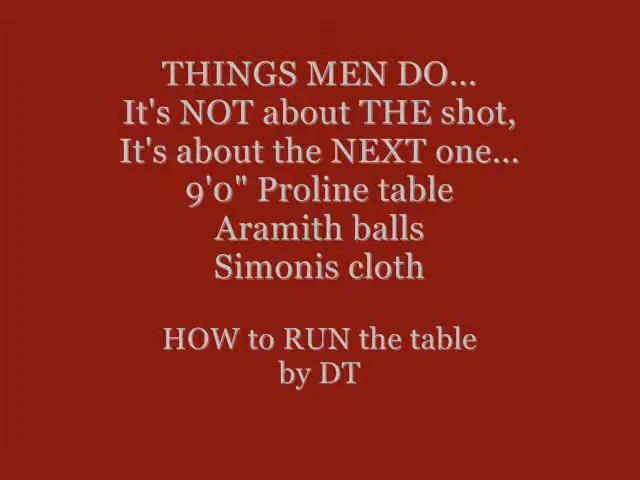 THINGS MEN DO...
It's NOT about THE shot,
It's about the NEXT one...
9'0" Proline table
Aramith balls
Simonis cloth
HOW to RUN the table
by DT